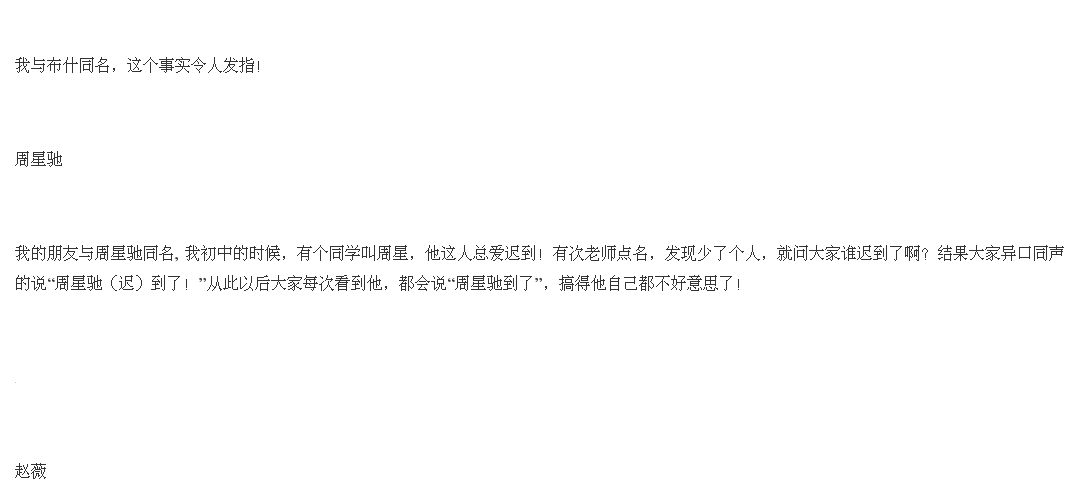 我与布什同名，这个事实令人发指！
周星驰
我的朋友与周星驰同名, 我初中的时候，有个同学叫周星，他这人总爱迟到！有次老师点名，发现少了个人，就问大家谁迟到了啊？结果大家异口同声
的说“周星驰（迟）到了！”从此以后大家每次看到他，都会说“周星驰到了”，搞得他自己都不好意思了！
赵薇